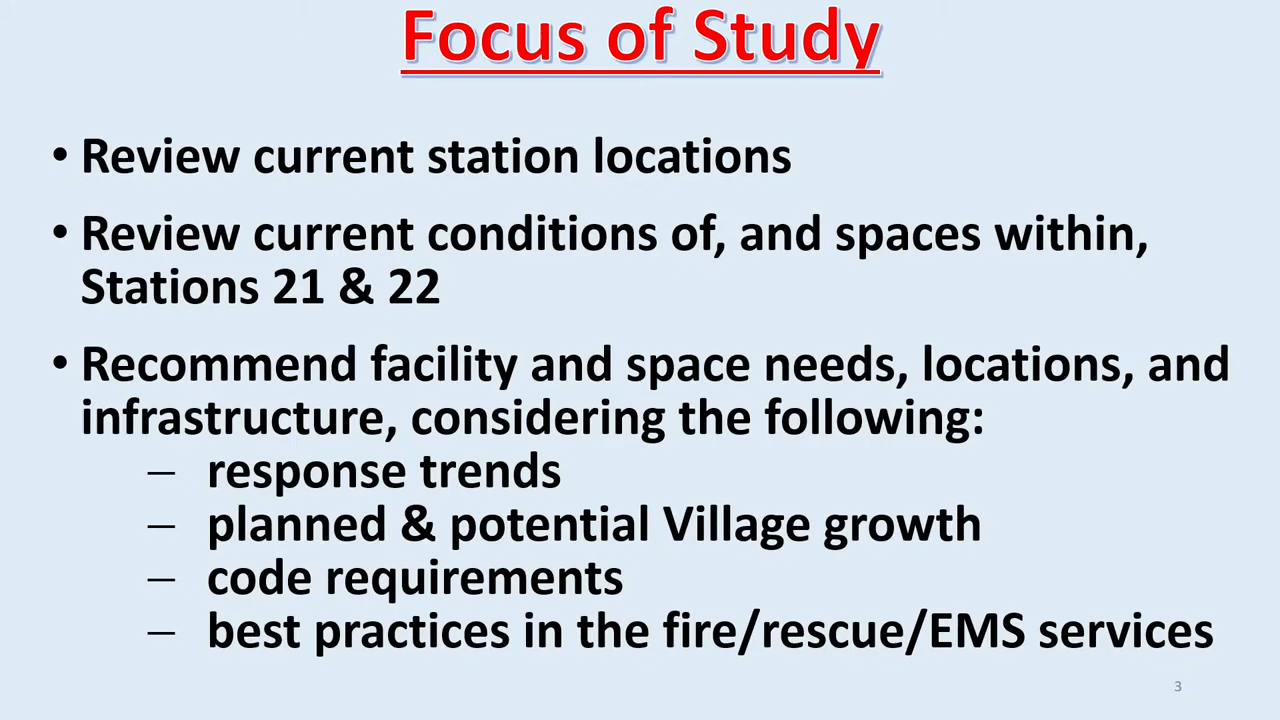 Focus of Study
• Review current station locations
• Review current conditions of, and spaces within,
Stations 21 & 22
• Recommend facility and space needs, locations, and
infrastructure, considering the following:
– response trends
– planned & potential Village growth
– code requirements
– best practices in the fire/rescue/EMS services
3